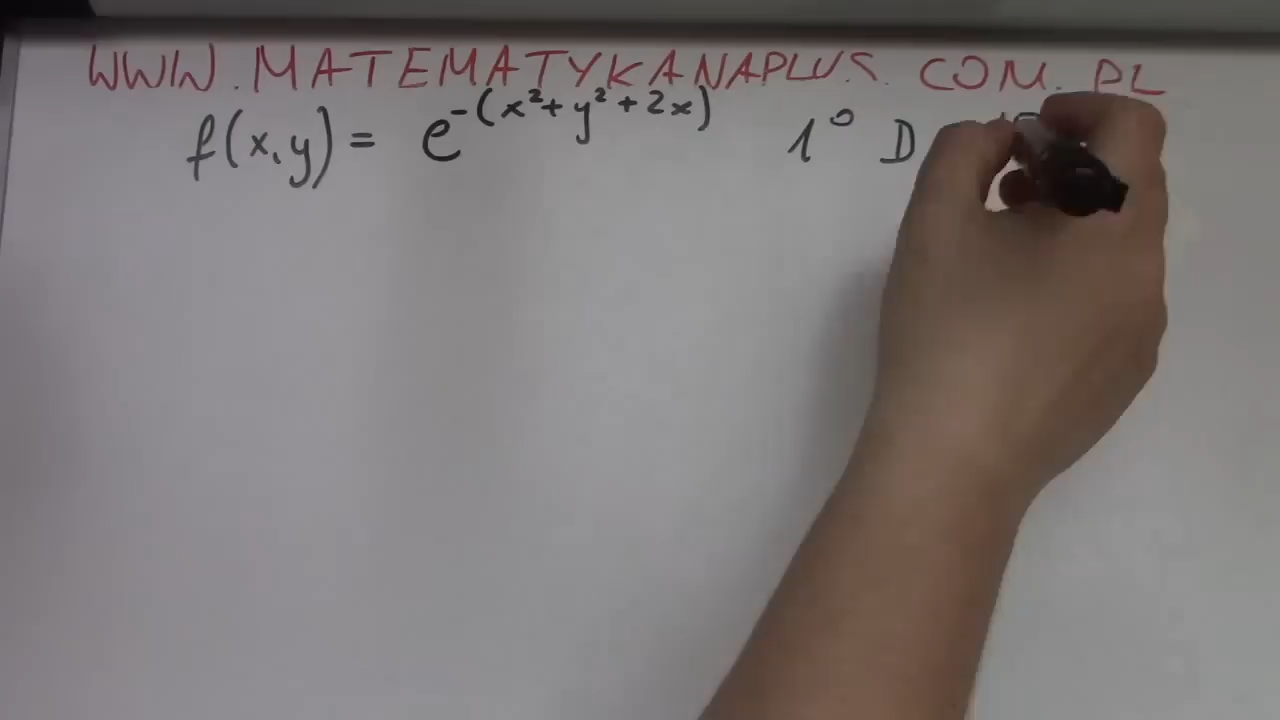 WWW.MATEMATYKANAPLUS.COM.PL
f(x,y) = e^-(x²+y²+2x) 1° D